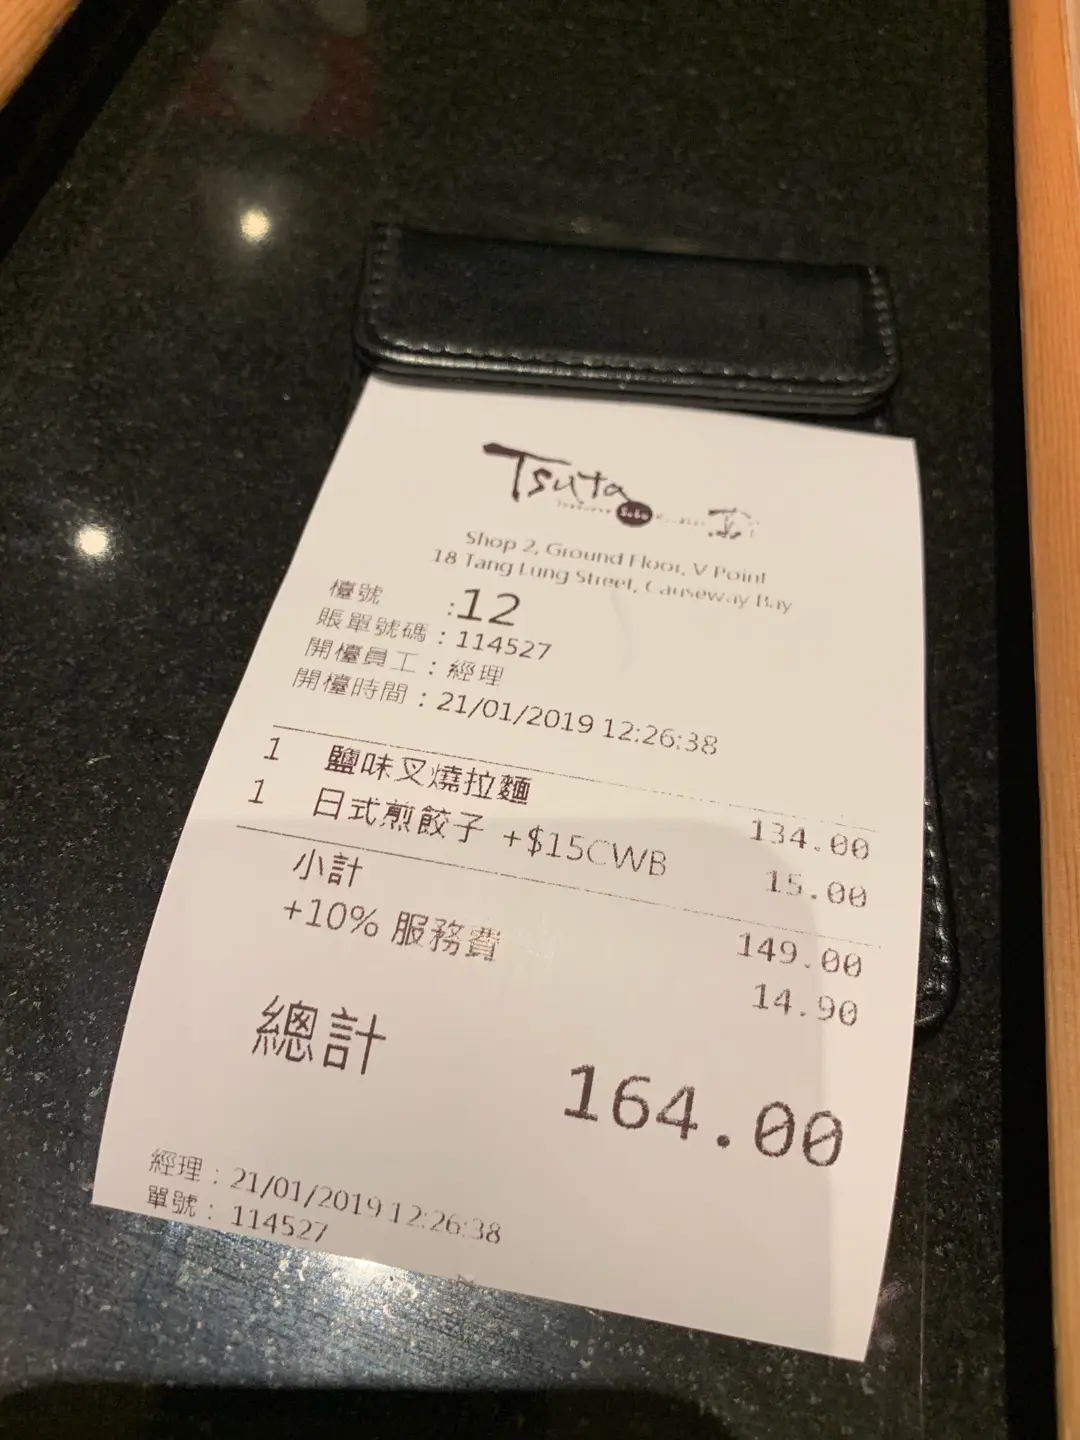 Tsuta
Shop 2, Ground Floor, V Point
18 Tang Lung Street, Causeway Bay
檯號 :12
賬單號碼 : 114527
開檯員工 : 經理
開檯時間 : 21/01/2019 12:26:38
1 鹽味叉燒拉麵 134.00
1 日式煎餃子 +$15CWB 15.00
小計 149.00
+10% 服務費 14.90
總計 164.00
經理 : 21/01/2019 12:26:38
單號 : 114527